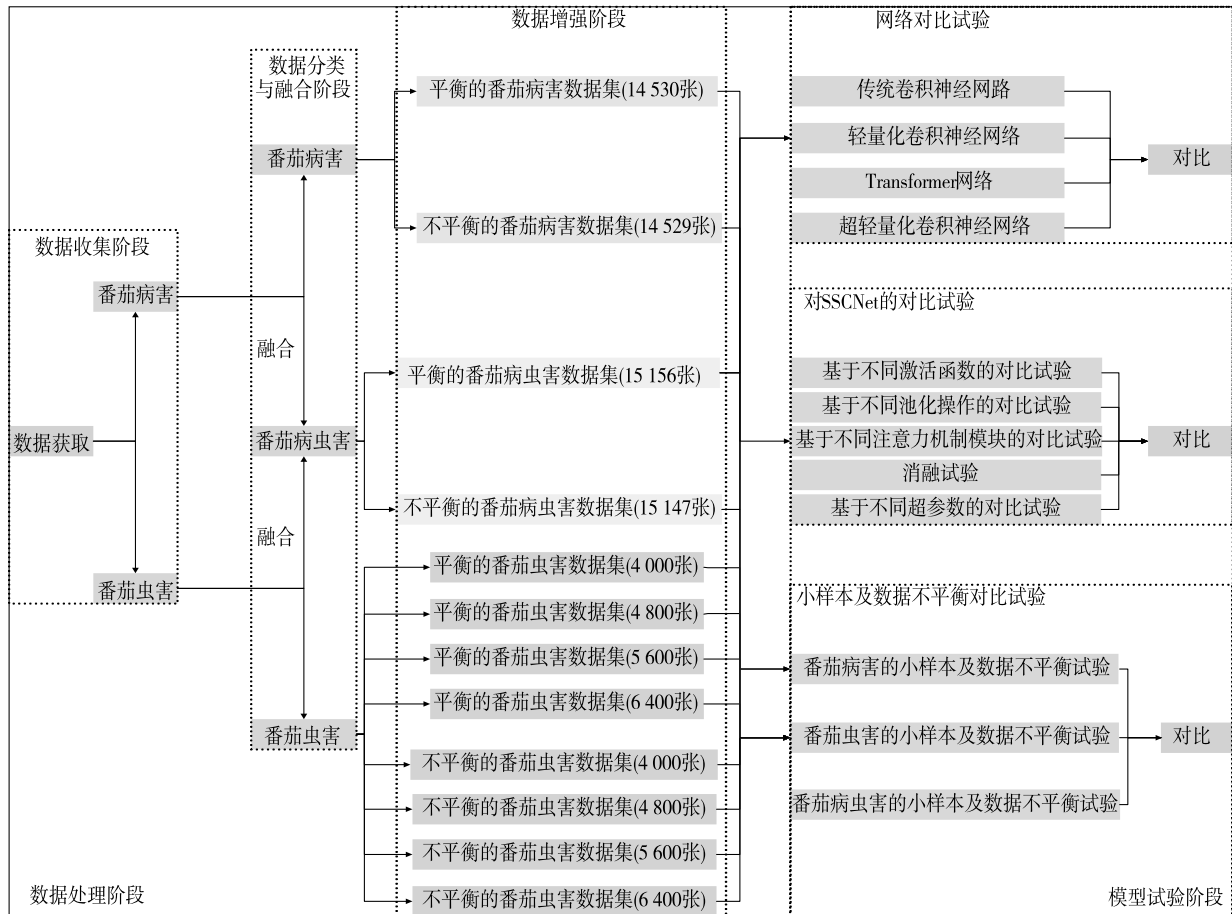 数据收集阶段
数据获取
番茄病害
番茄虫害
数据分类
与融合阶段
番茄病害
融合
番茄病虫害
融合
番茄虫害
数据增强阶段
平衡的番茄病害数据集(14 530张)
不平衡的番茄病害数据集(14 529张)
平衡的番茄病虫害数据集(15 156张)
不平衡的番茄病虫害数据集(15 147张)
平衡的番茄虫害数据集(4 000张)
平衡的番茄虫害数据集(4 800张)
平衡的番茄虫害数据集(5 600张)
平衡的番茄虫害数据集(6 400张)
不平衡的番茄虫害数据集(4 000张)
不平衡的番茄虫害数据集(4 800张)
不平衡的番茄虫害数据集(5 600张)
不平衡的番茄虫害数据集(6 400张)
数据处理阶段
网络对比试验
传统卷积神经网路
轻量化卷积神经网络
Transformer网络
超轻量化卷积神经网络
对比
对SSCNet的对比试验
基于不同激活函数的对比试验
基于不同池化操作的对比试验
基于不同注意力机制模块的对比试验
消融试验
基于不同超参数的对比试验
对比
小样本及数据不平衡对比试验
番茄病害的小样本及数据不平衡试验
番茄虫害的小样本及数据不平衡试验
番茄病虫害的小样本及数据不平衡试验
对比
模型试验阶段